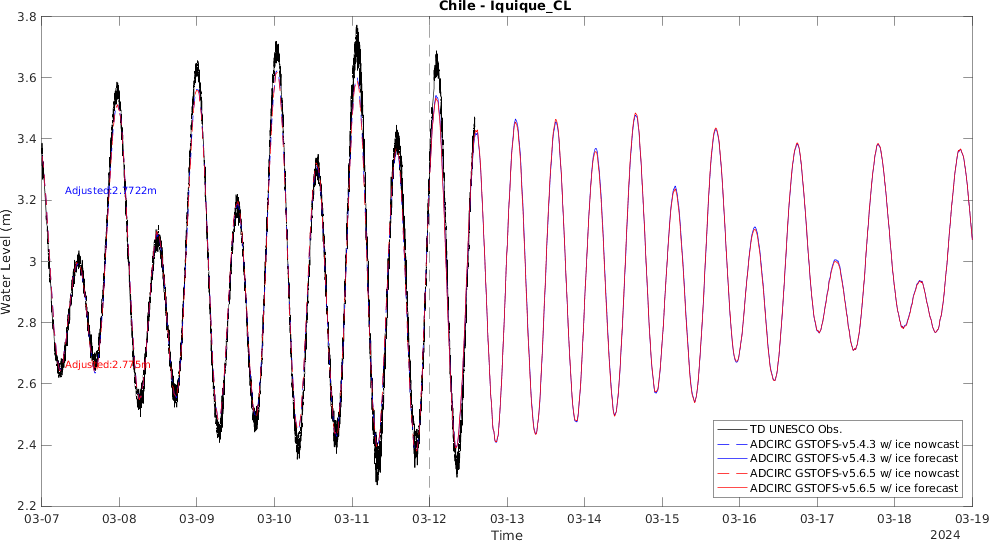 Chile - Iquique_CL
3.8
3.6
3.4
3.2
3
2.8
2.6
2.4
2.2
Water Level (m)
Adjusted:2.7722m
Adjusted:2.775m
TD UNESCO Obs.
ADCIRC GSTOFS-v5.4.3 w/ ice nowcast
ADCIRC GSTOFS-v5.4.3 w/ ice forecast
ADCIRC GSTOFS-v5.6.5 w/ ice nowcast
ADCIRC GSTOFS-v5.6.5 w/ ice forecast
03-07 03-08 03-09 03-10 03-11 03-12 03-13 03-14 03-15 03-16 03-17 03-18 03-19
Time
2024